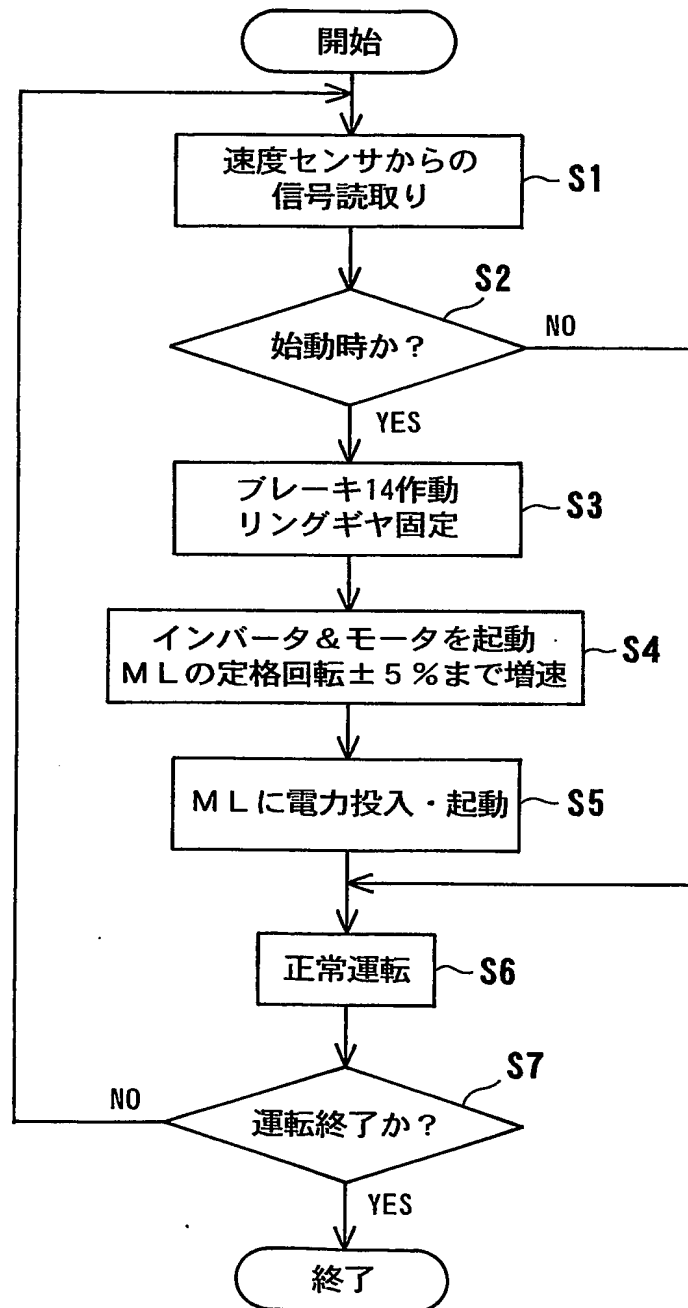 開始
速度センサからの
信号読取り
S1
S2
始動時か？
NO
YES
ブレーキ14作動
リングギヤ固定
S3
インバータ＆モータを起動
ＭＬの定格回転±５％まで増速
S4
ＭＬに電力投入・起動
S5
正常運転
S6
S7
運転終了か？
NO
YES
終了